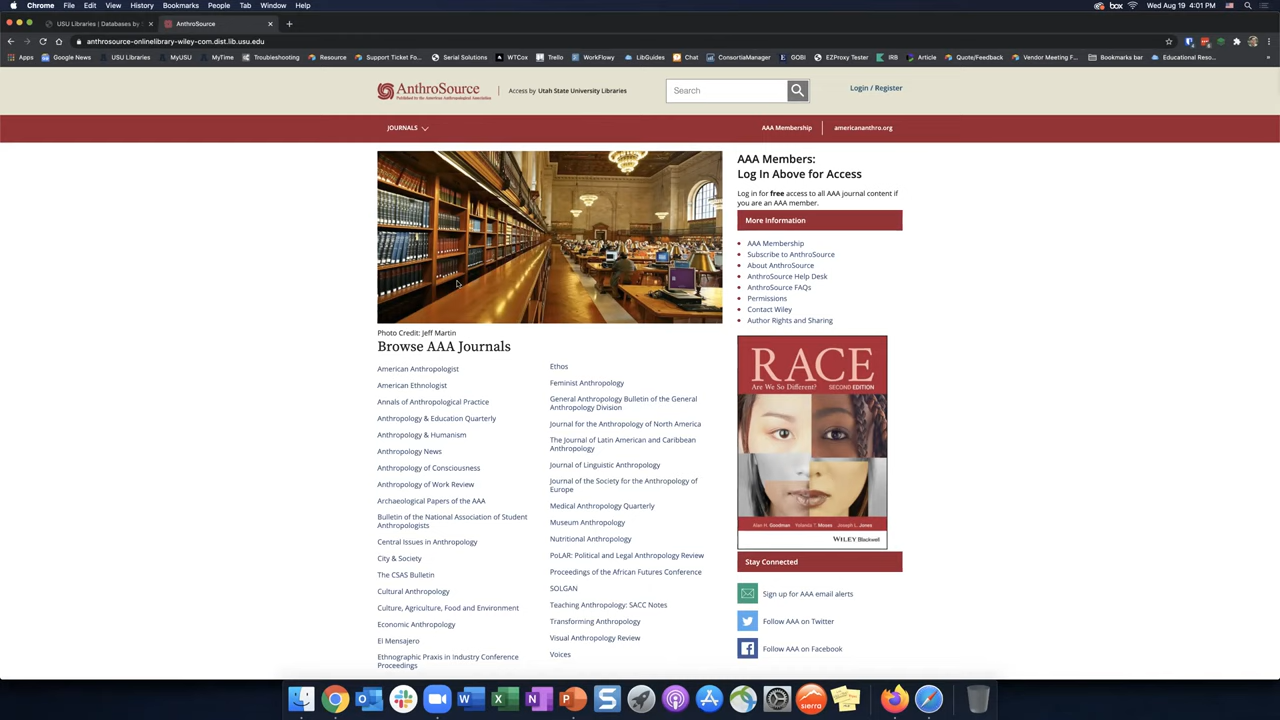 Chrome File Edit View History Bookmarks People Tab Window Help
box Wed Aug 19 4:01 PM
USU Libraries | Databases by
AnthroSource
anthrosource-onlinelibrary-wiley-com.dist.lib.usu.edu
Apps Google News USU Libraries MyUSU MyTime Troubleshooting Resource Support Ticket Fo... Serial Solutions WTCox Trello WorkFlowy LibGuides Chat ConsortiaManager GOBI EZProxy Tester IRB Article Quote/Feedback Vendor Meeting F... Bookmarks bar Educational Reso...
AnthroSource
Published by the American Anthropological Association
Access by Utah State University Libraries
Search
Login / Register
JOURNALS
AAA Membership
americananthro.org
Photo Credit: Jeff Martin
Browse AAA Journals
American Anthropologist
American Ethnologist
Annals of Anthropological Practice
Anthropology & Education Quarterly
Anthropology & Humanism
Anthropology News
Anthropology of Consciousness
Anthropology of Work Review
Archaeological Papers of the AAA
Bulletin of the National Association of Student
Anthropologists
Central Issues in Anthropology
City & Society
The CSAS Bulletin
Cultural Anthropology
Culture, Agriculture, Food and Environment
Economic Anthropology
El Mensajero
Ethnographic Praxis in Industry Conference
Proceedings
Ethos
Feminist Anthropology
General Anthropology Bulletin of the General
Anthropology Division
Journal for the Anthropology of North America
The Journal of Latin American and Caribbean
Anthropology
Journal of Linguistic Anthropology
Journal of the Society for the Anthropology of
Europe
Medical Anthropology Quarterly
Museum Anthropology
Nutritional Anthropology
PoLAR: Political and Legal Anthropology Review
Proceedings of the African Futures Conference
SOLGAN
Teaching Anthropology: SACC Notes
Transforming Anthropology
Visual Anthropology Review
Voices
AAA Members:
Log In Above for Access
Log in for free access to all AAA journal content if
you are an AAA member.
More Information
AAA Membership
Subscribe to AnthroSource
About AnthroSource
AnthroSource Help Desk
AnthroSource FAQs
Permissions
Contact Wiley
Author Rights and Sharing
RACE
Are We So Different? SECOND EDITION
Alan H. Goodman Yolanda T. Moses Joseph L. Jones
WILEY Blackwell
Stay Connected
Sign up for AAA email alerts
Follow AAA on Twitter
Follow AAA on Facebook
W X N P S
sierra